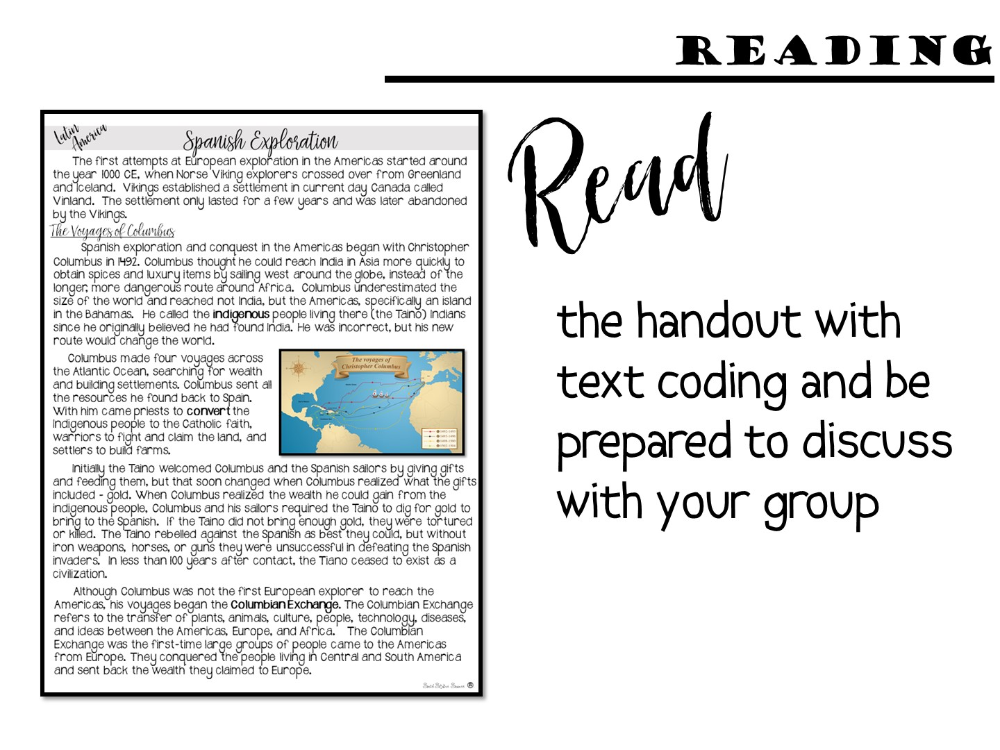 READING
Latin
America
Spanish Exploration
The first attempts at European exploration in the Americas started around
the year 1000 CE, when Norse Viking explorers crossed over from Greenland
and Iceland. Vikings established a settlement in current day Canada called
Vinland. The settlement only lasted for a few years and was later abandoned
by the Vikings.
The Voyages of Columbus
Spanish exploration and conquest in the Americas began with Christopher
Columbus in 1492. Columbus thought he could reach India in Asia more quickly to
obtain spices and luxury items by sailing west around the globe, instead of the
longer, more dangerous route around Africa. Columbus underestimated the
size of the world and reached not India, but the Americas, specifically an island
in the Bahamas. He called the indigenous people living there (the Taino) Indians
since he originally believed he had found India. He was incorrect, but his new
route would change the world.
Columbus made four voyages across
the Atlantic Ocean, searching for wealth
and building settlements. Columbus sent all
the resources he found back to Spain.
With him came priests to convert the
Indigenous people to the Catholic faith,
warriors to fight and claim the land, and
settlers to build farms.
The voyages of
Christopher Columbus
1492-1493
1493-1496
1498-1500
1502-1504
Initially the Taino welcomed Columbus and the Spanish sailors by giving gifts
and feeding them, but that soon changed when Columbus realized what the gifts
included - gold. When Columbus realized the wealth he could gain from the
indigenous people, Columbus and his sailors required the Taino to dig for gold to
bring to the Spanish. If the Taino did not bring enough gold, they were tortured
or killed. The Taino rebelled against the Spanish as best they could, but without
iron weapons, horses, or guns they were unsuccessful in defeating the Spanish
invaders. In less than 100 years after contact, the Tiano ceased to exist as a
civilization.
Although Columbus was not the first European explorer to reach the
Americas, his voyages began the Columbian Exchange. The Columbian Exchange
refers to the transfer of plants, animals, culture, people, technology, diseases,
and ideas between the Americas, Europe, and Africa. The Columbian
Exchange was the first-time large groups of people came to the Americas
from Europe. They conquered the people living in Central and South America
and sent back the wealth they claimed to Europe.
®
Read
the handout with
text coding and be
prepared to discuss
with your group